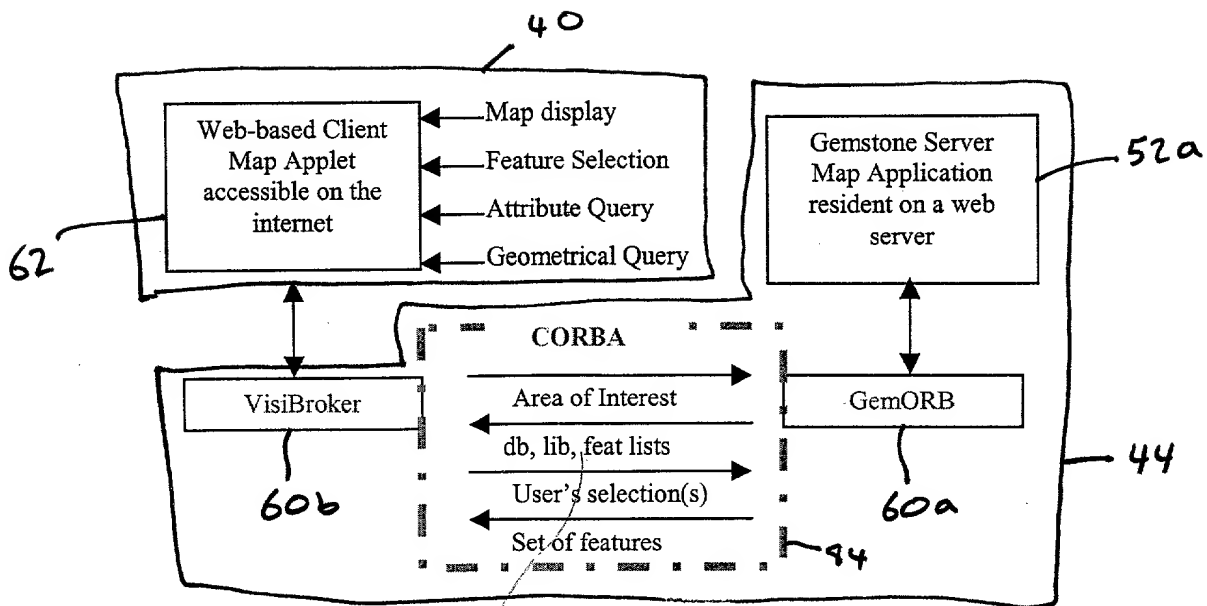 40
Web-based Client
Map Applet
accessible on the
internet
Map display
Feature Selection
Attribute Query
Geometrical Query
62
Gemstone Server
Map Application
resident on a web
server
52a
CORBA
VisiBroker
Area of Interest
db, lib, feat lists
User's selection(s)
Set of features
GemORB
60b
60a
44
84